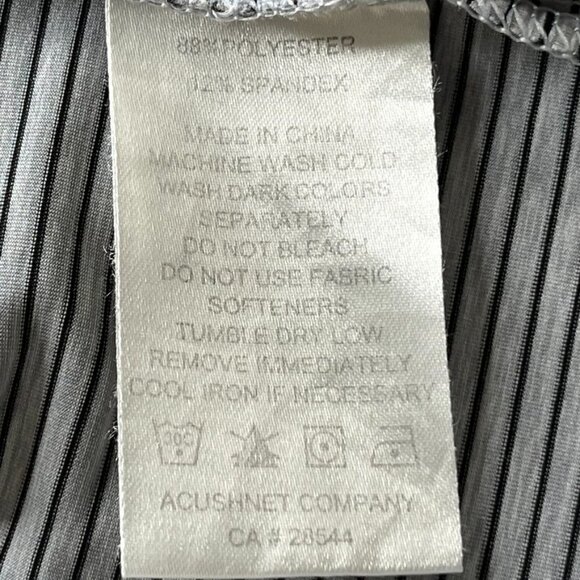 88% POLYESTER
12% SPANDEX
MADE IN CHINA
MACHINE WASH COLD
WASH DARK COLORS
SEPARATELY
DO NOT BLEACH
DO NOT USE FABRIC
SOFTENERS
TUMBLE DRY LOW
REMOVE IMMEDIATELY
COOL IRON IF NECESSARY
30C
ACUSHNET COMPANY
CA # 28544